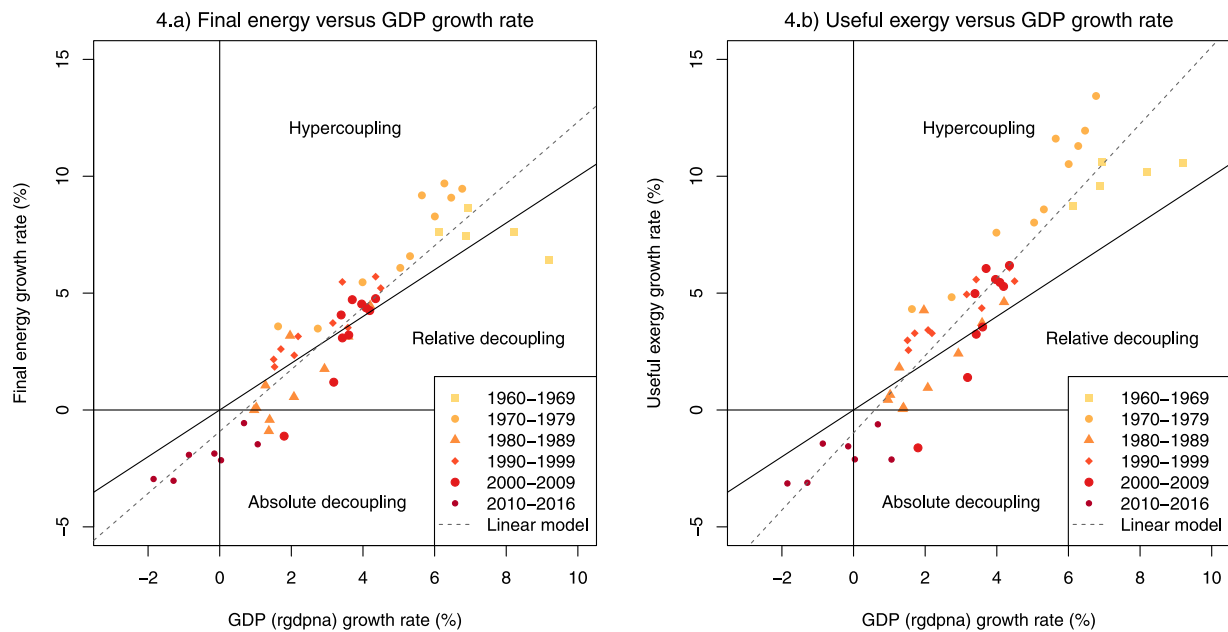 4.a) Final energy versus GDP growth rate
Final energy growth rate (%)
15
10
5
0
−5
Hypercoupling
Relative decoupling
Absolute decoupling
1960−1969
1970−1979
1980−1989
1990−1999
2000−2009
2010−2016
Linear model
−2 0 2 4 6 8 10
GDP (rgdpna) growth rate (%)
4.b) Useful exergy versus GDP growth rate
Useful exergy growth rate (%)
15
10
5
0
−5
Hypercoupling
Relative decoupling
Absolute decoupling
1960−1969
1970−1979
1980−1989
1990−1999
2000−2009
2010−2016
Linear model
−2 0 2 4 6 8 10
GDP (rgdpna) growth rate (%)